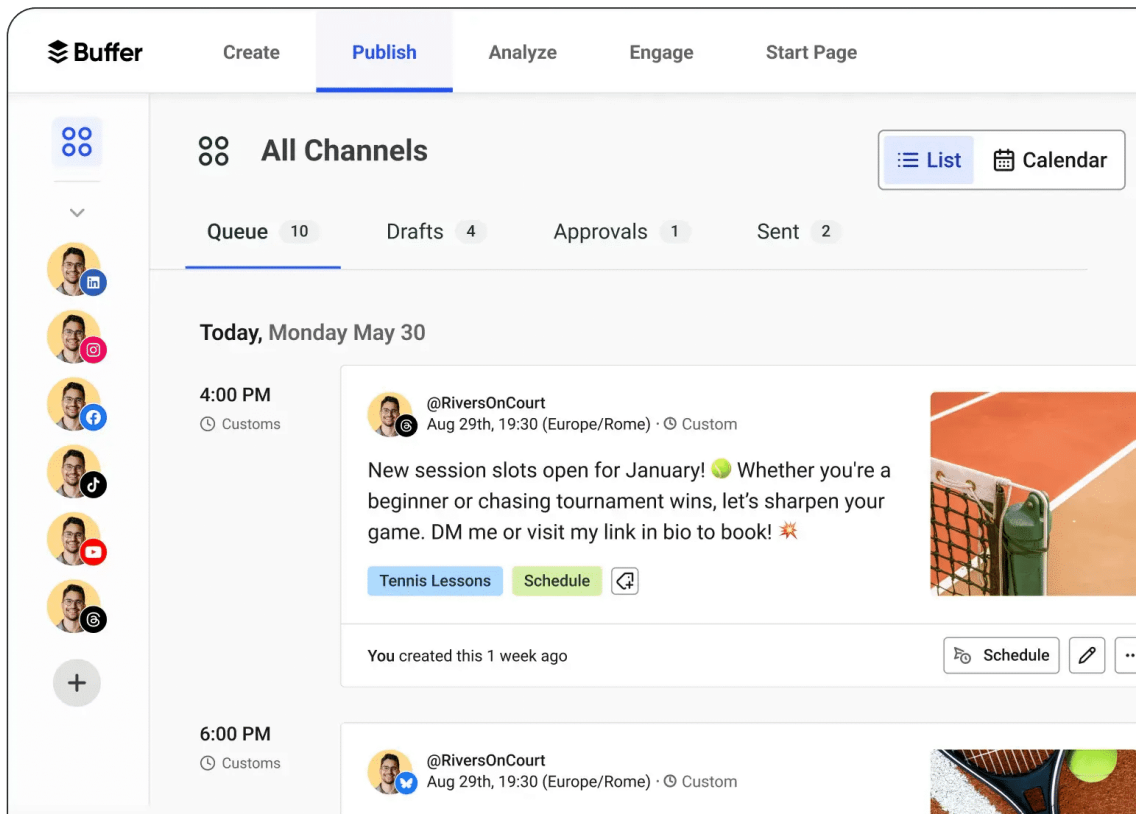 Buffer Create Publish Analyze Engage Start Page
All Channels
List Calendar
Queue 10 Drafts 4 Approvals 1 Sent 2
Today, Monday May 30
4:00 PM
Customs
@RiversOnCourt
Aug 29th, 19:30 (Europe/Rome) · Custom
New session slots open for January! 🎾 Whether you're a
beginner or chasing tournament wins, let’s sharpen your
game. DM me or visit my link in bio to book! 💥
Tennis Lessons Schedule
You created this 1 week ago
Schedule
6:00 PM
Customs
@RiversOnCourt
Aug 29th, 19:30 (Europe/Rome) · Custom